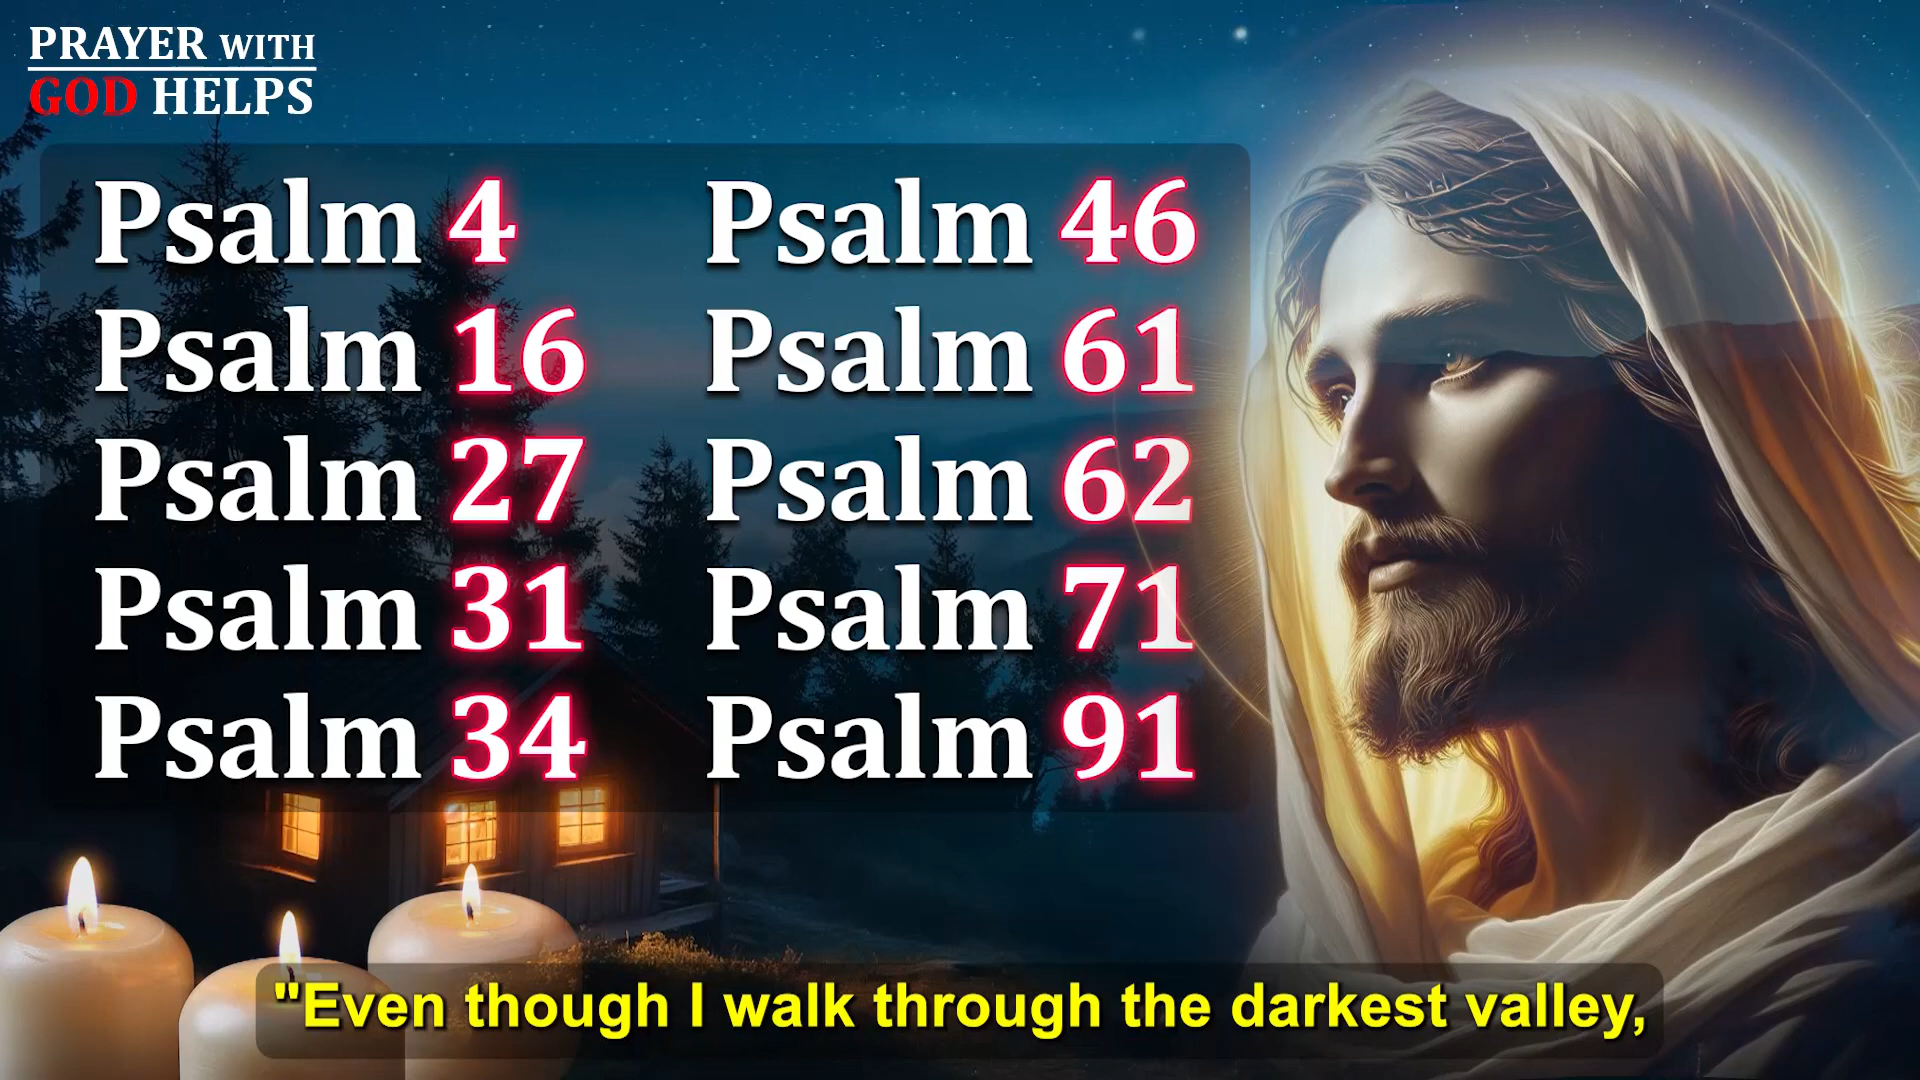 PRAYER WITH
GOD HELPS
Psalm 4
Psalm 16
Psalm 27
Psalm 31
Psalm 34
Psalm 46
Psalm 61
Psalm 62
Psalm 71
Psalm 91
"Even though I walk through the darkest valley,